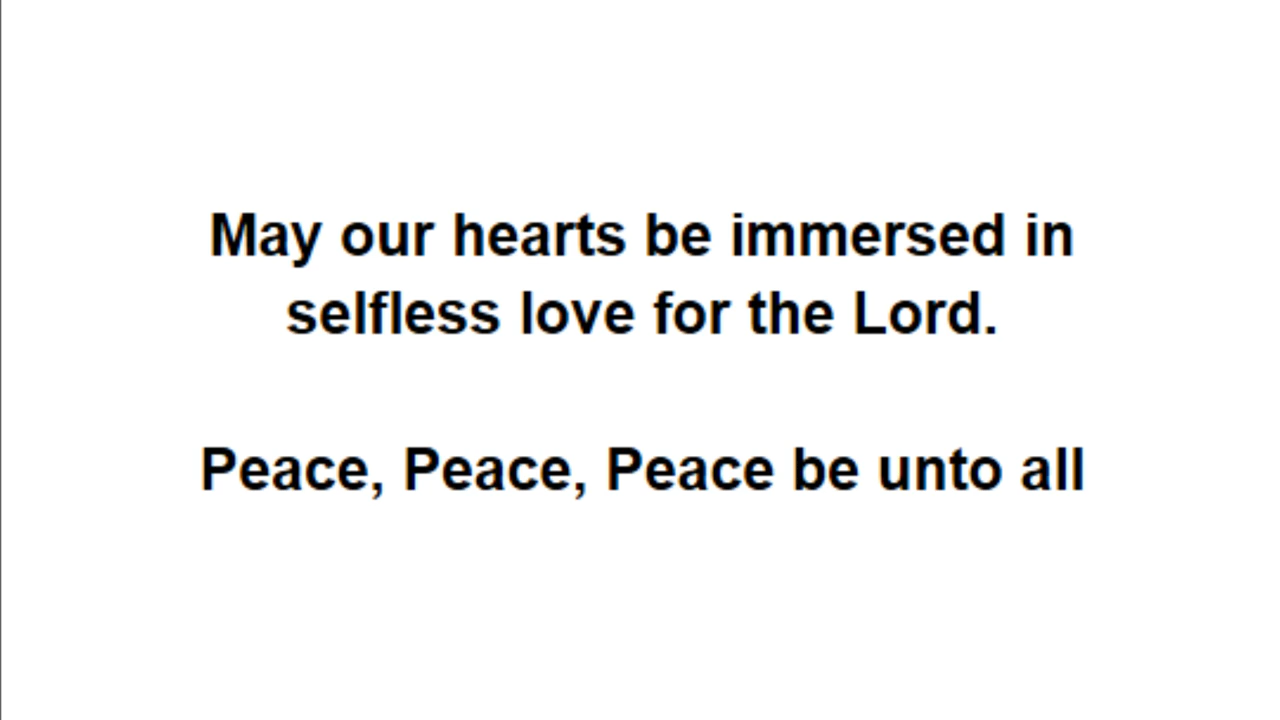 May our hearts be immersed in
selfless love for the Lord.
Peace, Peace, Peace be unto all